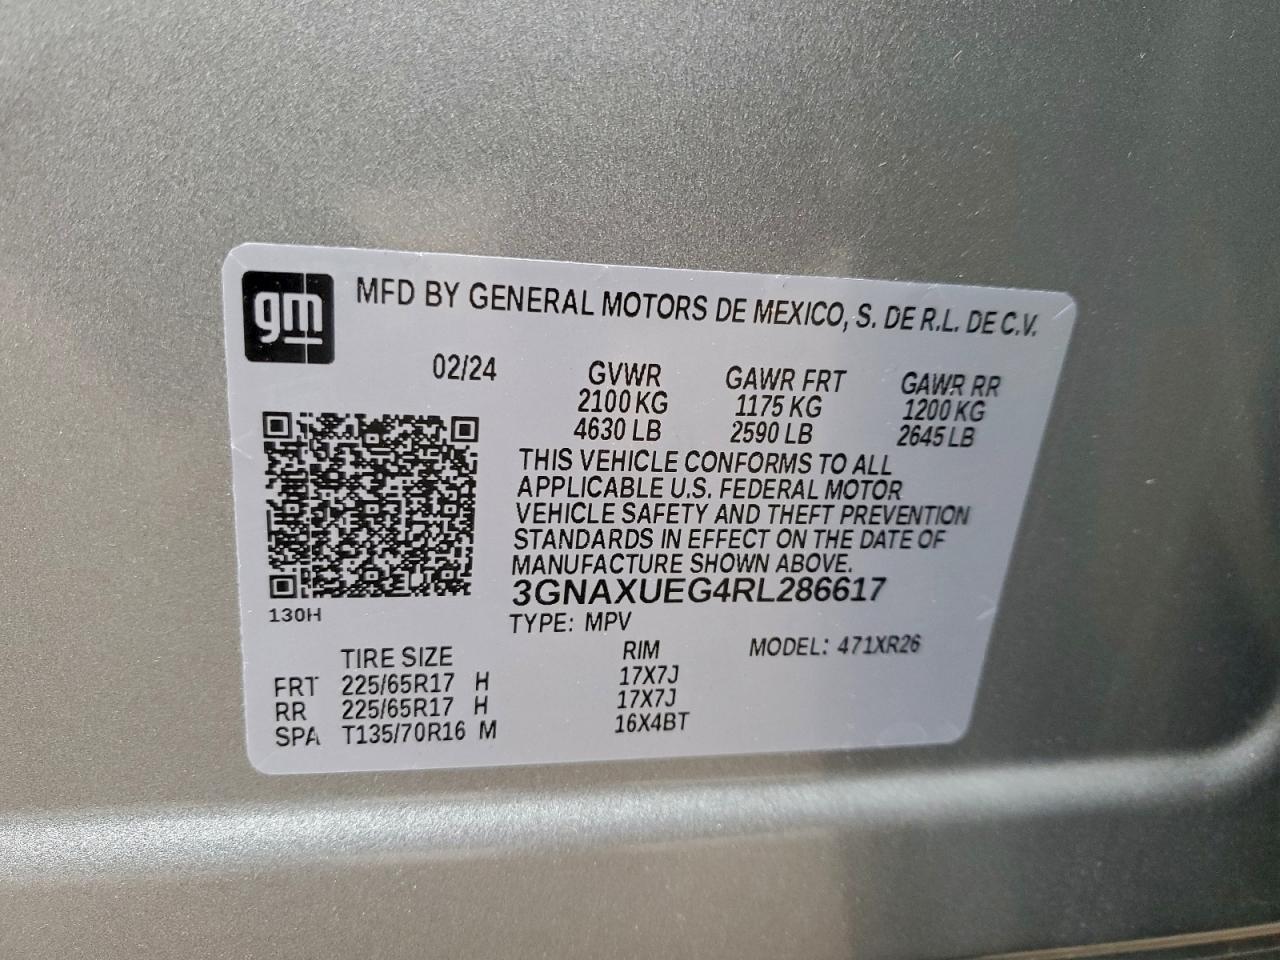 gm
MFD BY GENERAL MOTORS DE MEXICO, S. DE R.L. DE C.V.
02/24 GVWR GAWR FRT GAWR RR
2100 KG 1175 KG 1200 KG
4630 LB 2590 LB 2645 LB
THIS VEHICLE CONFORMS TO ALL
APPLICABLE U.S. FEDERAL MOTOR
VEHICLE SAFETY AND THEFT PREVENTION
STANDARDS IN EFFECT ON THE DATE OF
MANUFACTURE SHOWN ABOVE.
3GNAXUEG4RL286617
130H
TYPE: MPV
TIRE SIZE RIM MODEL: 471XR26
FRT 225/65R17 H 17X7J
RR 225/65R17 H 17X7J
SPA T135/70R16 M 16X4BT